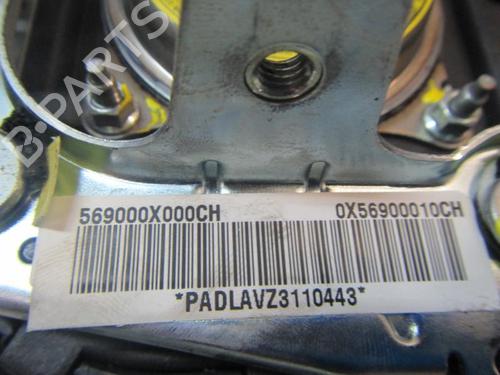 B-PARTS
569000X000CH 0X56900010CH
*PADLAVZ3110443*